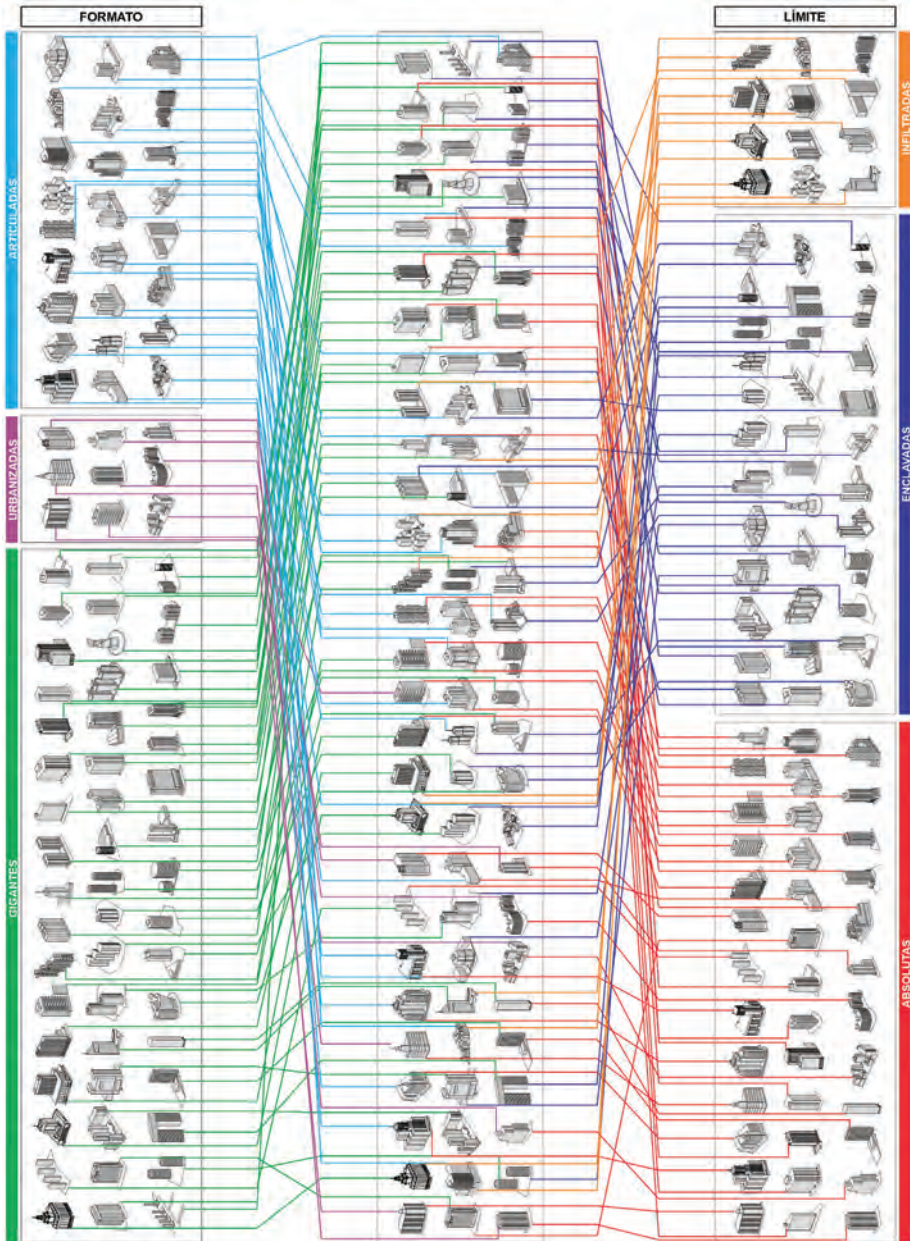 FORMATO
LÍMITE
ARTICULADAS
URBANIZADAS
GIGANTES
INFILTRADAS
ENCLAVADAS
ABSOLUTAS